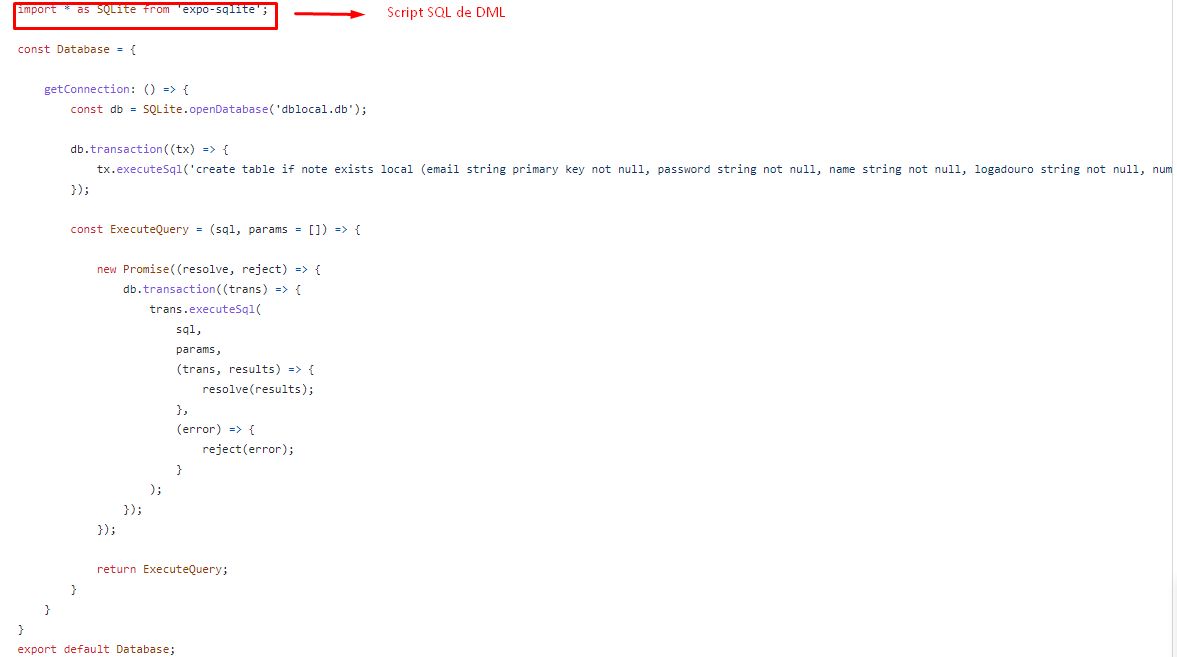 import * as SQLite from 'expo-sqlite';
Script SQL de DML
const Database = {
getConnection: () => {
const db = SQLite.openDatabase('dblocal.db');
db.transaction((tx) => {
tx.executeSql('create table if note exists local (email string primary key not null, password string not null, name string not null, logadouro string not null, num
});
const ExecuteQuery = (sql, params = []) => {
new Promise((resolve, reject) => {
db.transaction((trans) => {
trans.executeSql(
sql,
params,
(trans, results) => {
resolve(results);
},
(error) => {
reject(error);
}
);
});
});
return ExecuteQuery;
}
}
}
export default Database;